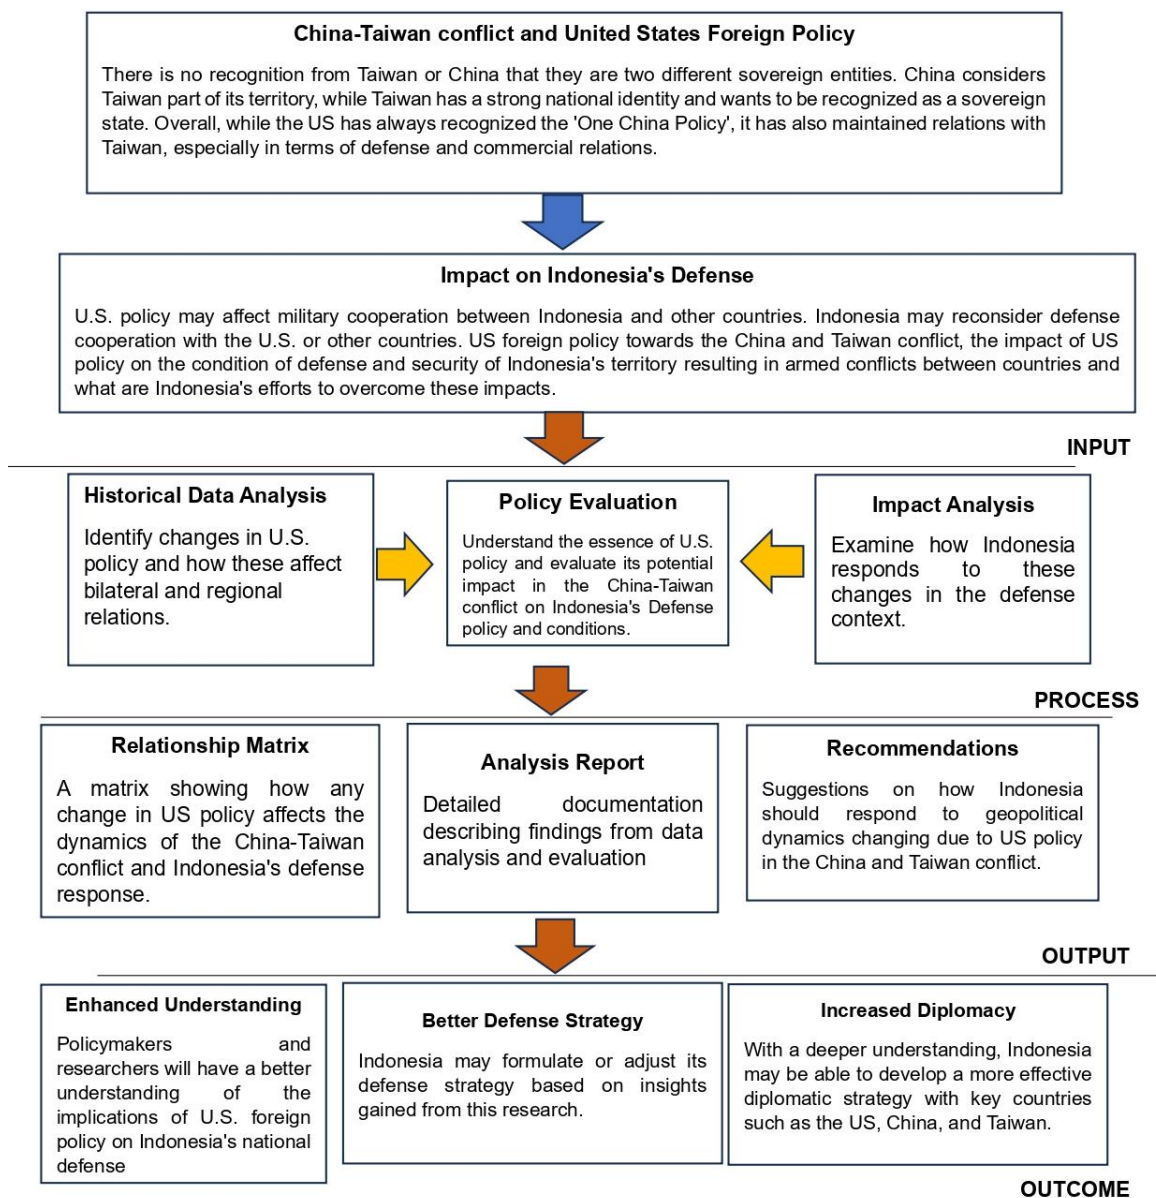 China-Taiwan conflict and United States Foreign Policy
There is no recognition from Taiwan or China that they are two different sovereign entities. China considers
Taiwan part of its territory, while Taiwan has a strong national identity and wants to be recognized as a sovereign
state. Overall, while the US has always recognized the 'One China Policy', it has also maintained relations with
Taiwan, especially in terms of defense and commercial relations.
Impact on Indonesia's Defense
U.S. policy may affect military cooperation between Indonesia and other countries. Indonesia may reconsider defense
cooperation with the U.S. or other countries. US foreign policy towards the China and Taiwan conflict, the impact of US
policy on the condition of defense and security of Indonesia's territory resulting in armed conflicts between countries and
what are Indonesia's efforts to overcome these impacts.
INPUT
Historical Data Analysis
Identify changes in U.S.
policy and how these affect
bilateral and regional
relations.
Policy Evaluation
Understand the essence of U.S.
policy and evaluate its potential
impact in the China-Taiwan
conflict on Indonesia's Defense
policy and conditions.
Impact Analysis
Examine how Indonesia
responds to these
changes in the defense
context.
PROCESS
Relationship Matrix
A matrix showing how any
change in US policy affects the
dynamics of the China-Taiwan
conflict and Indonesia's defense
response.
Analysis Report
Detailed documentation
describing findings from data
analysis and evaluation
Recommendations
Suggestions on how Indonesia
should respond to geopolitical
dynamics changing due to US policy
in the China and Taiwan conflict.
OUTPUT
Enhanced Understanding
Policymakers and
researchers will have a better
understanding of the
implications of U.S. foreign
policy on Indonesia's national
defense
Better Defense Strategy
Indonesia may formulate or adjust its
defense strategy based on insights
gained from this research.
Increased Diplomacy
With a deeper understanding, Indonesia
may be able to develop a more effective
diplomatic strategy with key countries
such as the US, China, and Taiwan.
OUTCOME